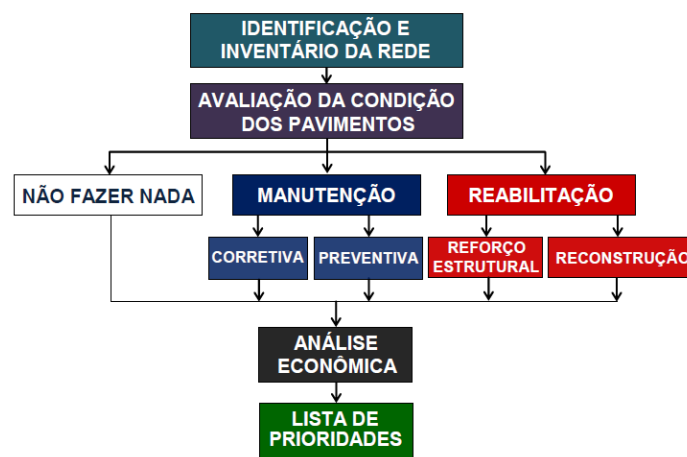 IDENTIFICAÇÃO E
INVENTÁRIO DA REDE
AVALIAÇÃO DA CONDIÇÃO
DOS PAVIMENTOS
NÃO FAZER NADA
MANUTENÇÃO
REABILITAÇÃO
CORRETIVA
PREVENTIVA
REFORÇO
ESTRUTURAL
RECONSTRUÇÃO
ANÁLISE
ECONÔMICA
LISTA DE
PRIORIDADES